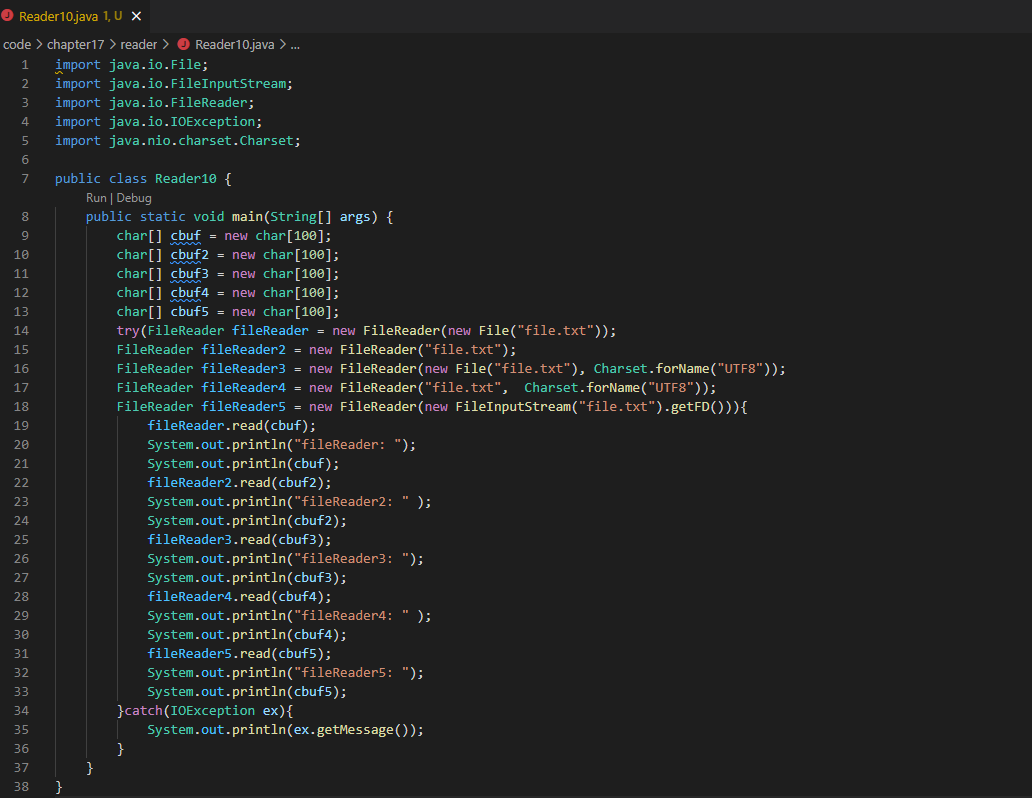 Reader10.java 1, U ✕
code > chapter17 > reader > Reader10.java > ...
1 import java.io.File;
2 import java.io.FileInputStream;
3 import java.io.FileReader;
4 import java.io.IOException;
5 import java.nio.charset.Charset;
6
7 public class Reader10 {
Run | Debug
8     public static void main(String[] args) {
9         char[] cbuf = new char[100];
10         char[] cbuf2 = new char[100];
11         char[] cbuf3 = new char[100];
12         char[] cbuf4 = new char[100];
13         char[] cbuf5 = new char[100];
14         try(FileReader fileReader = new FileReader(new File("file.txt"));
15         FileReader fileReader2 = new FileReader("file.txt");
16         FileReader fileReader3 = new FileReader(new File("file.txt"), Charset.forName("UTF8"));
17         FileReader fileReader4 = new FileReader("file.txt",  Charset.forName("UTF8"));
18         FileReader fileReader5 = new FileReader(new FileInputStream("file.txt").getFD())){
19             fileReader.read(cbuf);
20             System.out.println("fileReader: ");
21             System.out.println(cbuf);
22             fileReader2.read(cbuf2);
23             System.out.println("fileReader2: " );
24             System.out.println(cbuf2);
25             fileReader3.read(cbuf3);
26             System.out.println("fileReader3: ");
27             System.out.println(cbuf3);
28             fileReader4.read(cbuf4);
29             System.out.println("fileReader4: " );
30             System.out.println(cbuf4);
31             fileReader5.read(cbuf5);
32             System.out.println("fileReader5: ");
33             System.out.println(cbuf5);
34         }catch(IOException ex){
35             System.out.println(ex.getMessage());
36         }
37     }
38 }